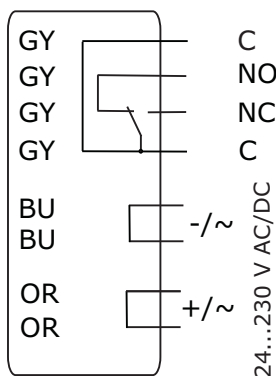 GY C
GY NO
GY NC
GY C
BU
BU
-/~
OR
OR
+/~
24...230 V AC/DC